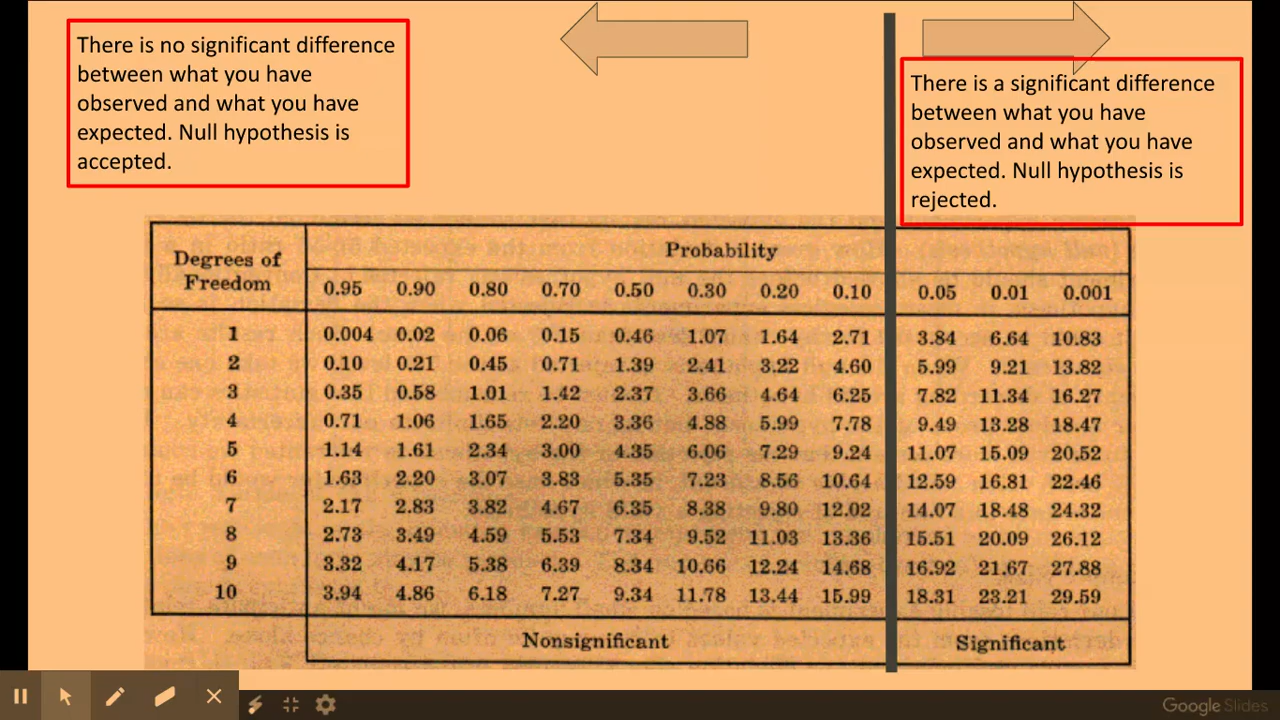 There is no significant difference
between what you have
observed and what you have
expected. Null hypothesis is
accepted.
There is a significant difference
between what you have
observed and what you have
expected. Null hypothesis is
rejected.
Degrees of
Freedom
Probability
0.95 0.90 0.80 0.70 0.50 0.30 0.20 0.10 0.05 0.01 0.001
1 0.004 0.02 0.06 0.15 0.46 1.07 1.64 2.71 3.84 6.64 10.83
2 0.10 0.21 0.45 0.71 1.39 2.41 3.22 4.60 5.99 9.21 13.82
3 0.35 0.58 1.01 1.42 2.37 3.66 4.64 6.25 7.82 11.34 16.27
4 0.71 1.06 1.65 2.20 3.36 4.88 5.99 7.78 9.49 13.28 18.47
5 1.14 1.61 2.34 3.00 4.35 6.06 7.29 9.24 11.07 15.09 20.52
6 1.63 2.20 3.07 3.83 5.35 7.23 8.56 10.64 12.59 16.81 22.46
7 2.17 2.83 3.82 4.67 6.35 8.38 9.80 12.02 14.07 18.48 24.32
8 2.73 3.49 4.59 5.53 7.34 9.52 11.03 13.36 15.51 20.09 26.12
9 3.32 4.17 5.38 6.39 8.34 10.66 12.24 14.68 16.92 21.67 27.88
10 3.94 4.86 6.18 7.27 9.34 11.78 13.44 15.99 18.31 23.21 29.59
Nonsignificant Significant
Google Slides